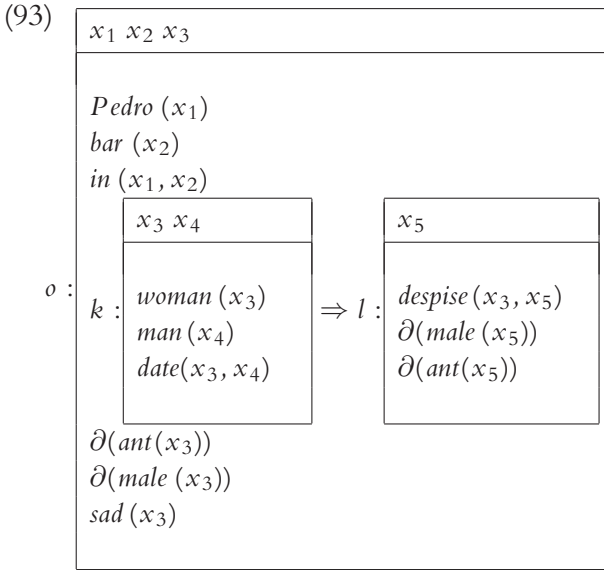 (93)
x₁ x₂ x₃
Pedro (x₁)
bar (x₂)
in (x₁, x₂)
x₃ x₄ x₅
o : k : woman (x₃) ⇒ l : despise (x₃, x₅)
man (x₄) ∂(male (x₅))
date(x₃, x₄) ∂(ant(x₅))
∂(ant(x₃))
∂(male (x₃))
sad (x₃)